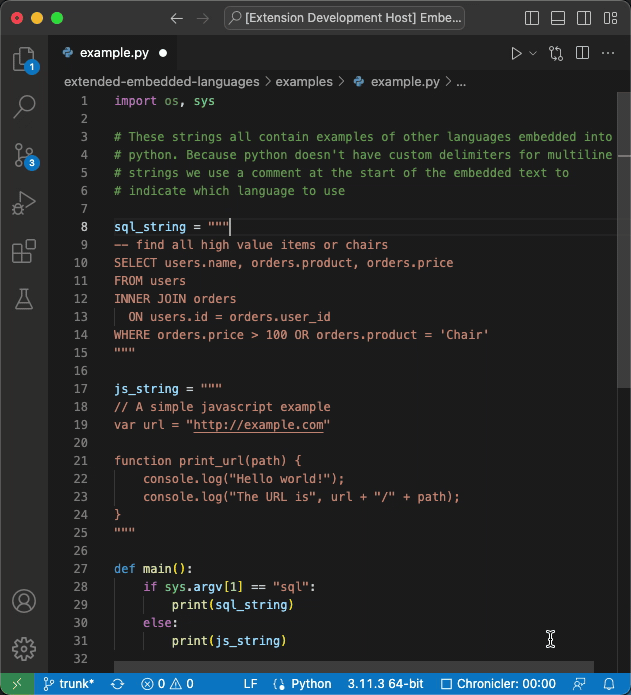 [Extension Development Host] Embe...
example.py
extended-embedded-languages > examples > example.py > ...
1 import os, sys
2
3 # These strings all contain examples of other languages embedded into
4 # python. Because python doesn't have custom delimiters for multiline
5 # strings we use a comment at the start of the embedded text to
6 # indicate which language to use
7
8 sql_string = """
9 -- find all high value items or chairs
10 SELECT users.name, orders.product, orders.price
11 FROM users
12 INNER JOIN orders
13   ON users.id = orders.user_id
14 WHERE orders.price > 100 OR orders.product = 'Chair'
15 """
16
17 js_string = """
18 // A simple javascript example
19 var url = "http://example.com"
20
21 function print_url(path) {
22     console.log("Hello world!");
23     console.log("The URL is", url + "/" + path);
24 }
25 """
26
27 def main():
28     if sys.argv[1] == "sql":
29         print(sql_string)
30     else:
31         print(js_string)
32
1
3
trunk* 0 0 LF Python 3.11.3 64-bit Chronicler: 00:00